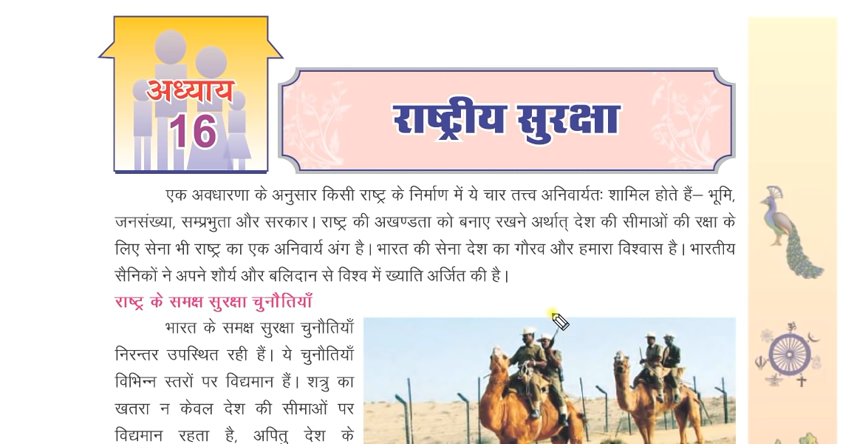 अध्याय
16
राष्ट्रीय सुरक्षा
एक अवधारणा के अनुसार किसी राष्ट्र के निर्माण में ये चार तत्त्व अनिवार्यतः शामिल होते हैं– भूमि,
जनसंख्या, सम्प्रभुता और सरकार। राष्ट्र की अखण्डता को बनाए रखने अर्थात् देश की सीमाओं की रक्षा के
लिए सेना भी राष्ट्र का एक अनिवार्य अंग है। भारत की सेना देश का गौरव और हमारा विश्वास है। भारतीय
सैनिकों ने अपने शौर्य और बलिदान से विश्व में ख्याति अर्जित की है।
राष्ट्र के समक्ष सुरक्षा चुनौतियाँ
भारत के समक्ष सुरक्षा चुनौतियाँ
निरन्तर उपस्थित रही हैं। ये चुनौतियाँ
विभिन्न स्तरों पर विद्यमान हैं। शत्रु का
खतरा न केवल देश की सीमाओं पर
विद्यमान रहता है, अपितु देश के